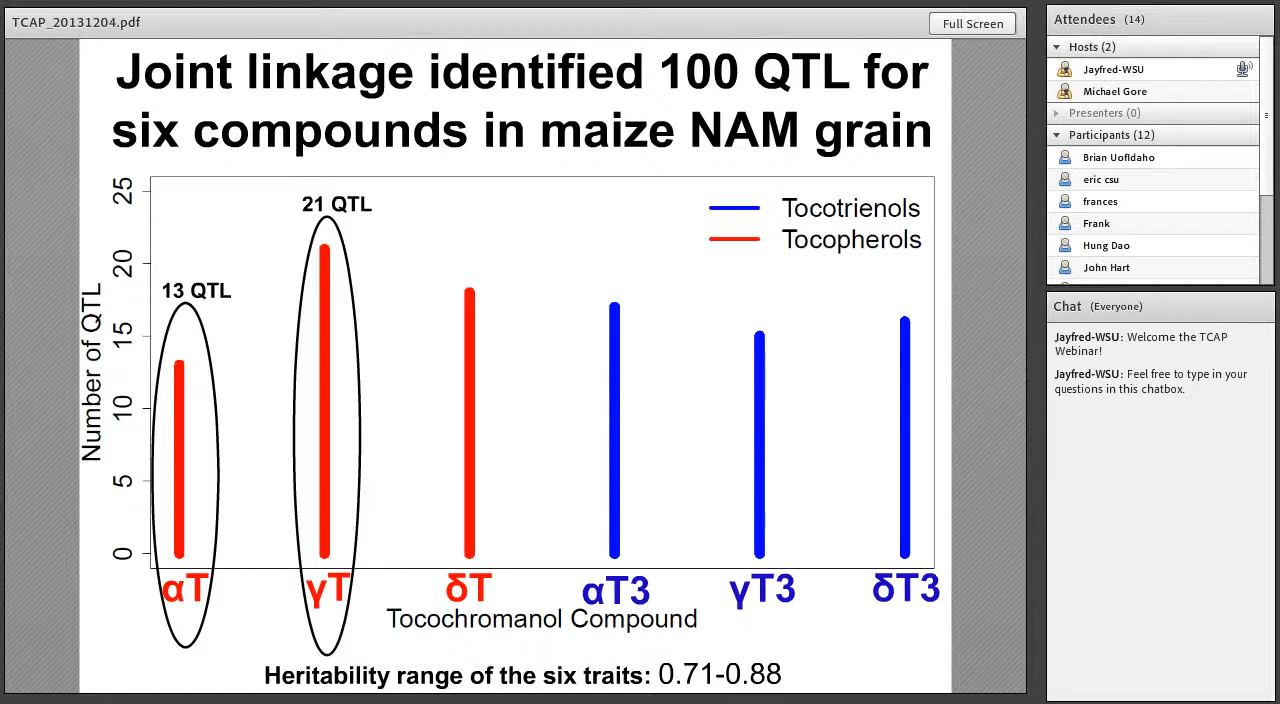 TCAP_20131204.pdf
Full Screen
Joint linkage identified 100 QTL for
six compounds in maize NAM grain
Number of QTL
25
20
15
10
5
0
13 QTL
21 QTL
Tocotrienols
Tocopherols
αT
γT
δT
αT3
γT3
δT3
Tocochromanol Compound
Heritability range of the six traits: 0.71-0.88
Attendees (14)
Hosts (2)
Jayfred-WSU
Michael Gore
Presenters (0)
Participants (12)
Brian UofIdaho
eric csu
frances
Frank
Hung Dao
John Hart
Chat (Everyone)
Jayfred-WSU: Welcome the TCAP
Webinar!
Jayfred-WSU: Feel free to type in your
questions in this chatbox.